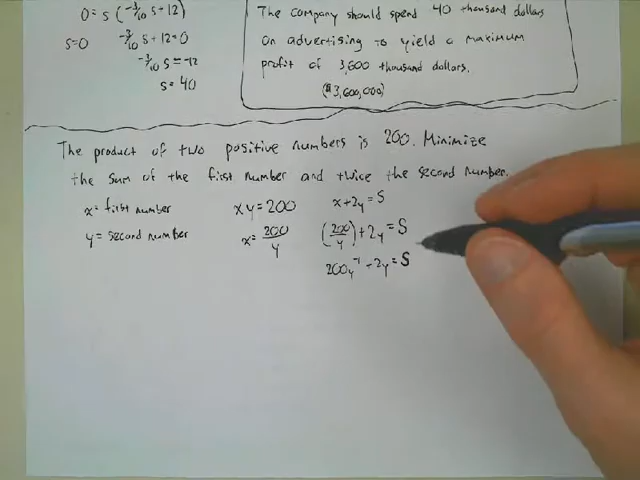 0 = s (-3/10 s + 12)
s=0 -3/10 s + 12 = 0
-3/10 s = -12
s = 40
The company should spend 40 thousand dollars
on advertising to yield a maximum
profit of 3,600 thousand dollars.
($3,600,000)
The product of two positive numbers is 200. Minimize
the sum of the first number and twice the second number.
x = first number xy = 200 x + 2y = S
y = second number x = 200/y (200/y) + 2y = S
200y⁻¹ + 2y = S